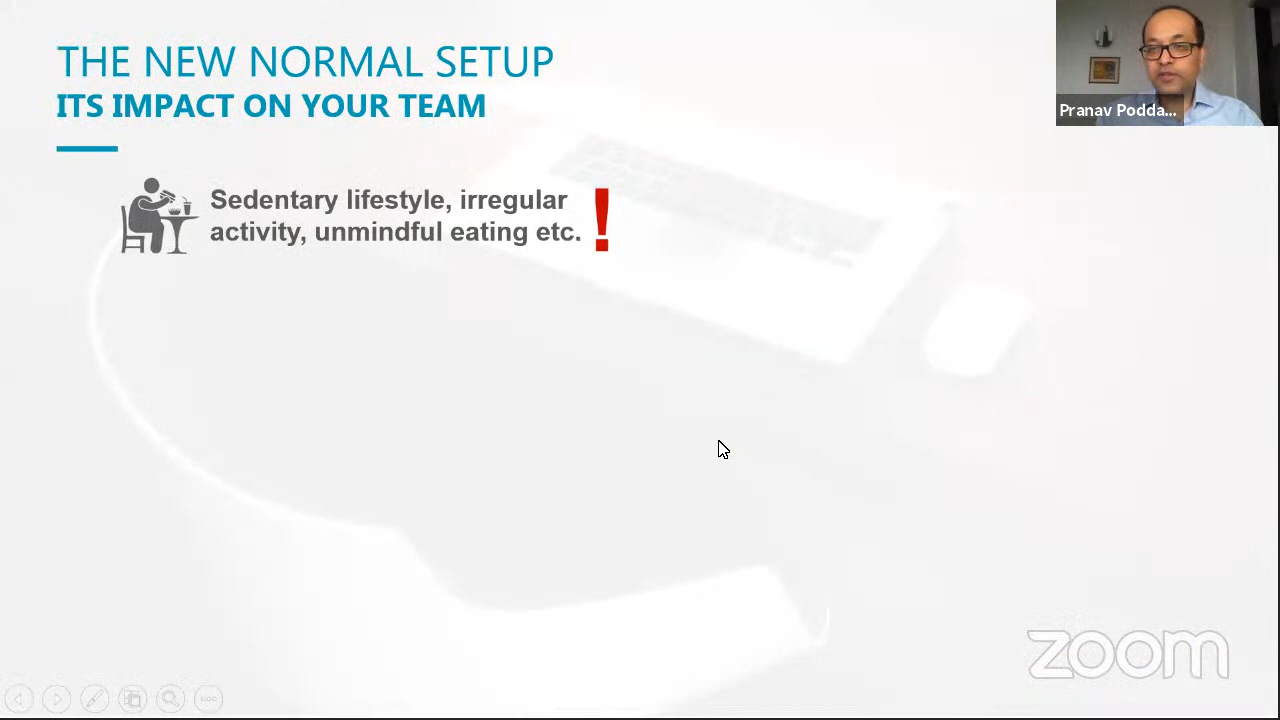 THE NEW NORMAL SETUP
ITS IMPACT ON YOUR TEAM
Pranav Podda...
Sedentary lifestyle, irregular
activity, unmindful eating etc. !
zoom